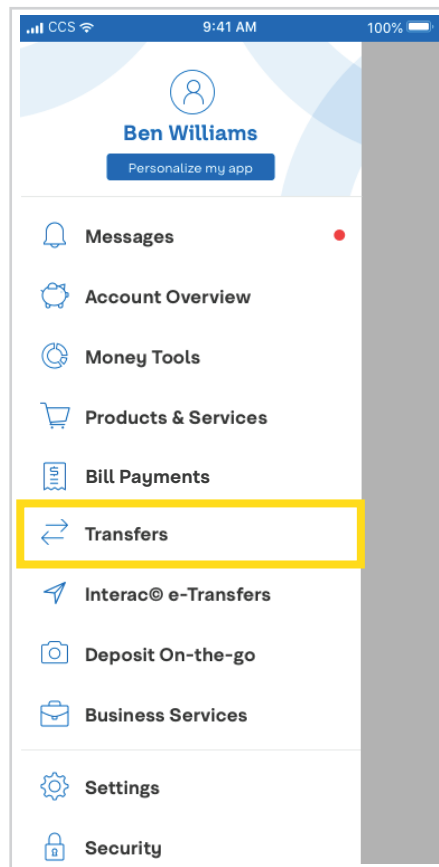 CCS 9:41 AM 100%
Ben Williams
Personalize my app
Messages
Account Overview
Money Tools
Products & Services
Bill Payments
Transfers
Interac© e-Transfers
Deposit On-the-go
Business Services
Settings
Security